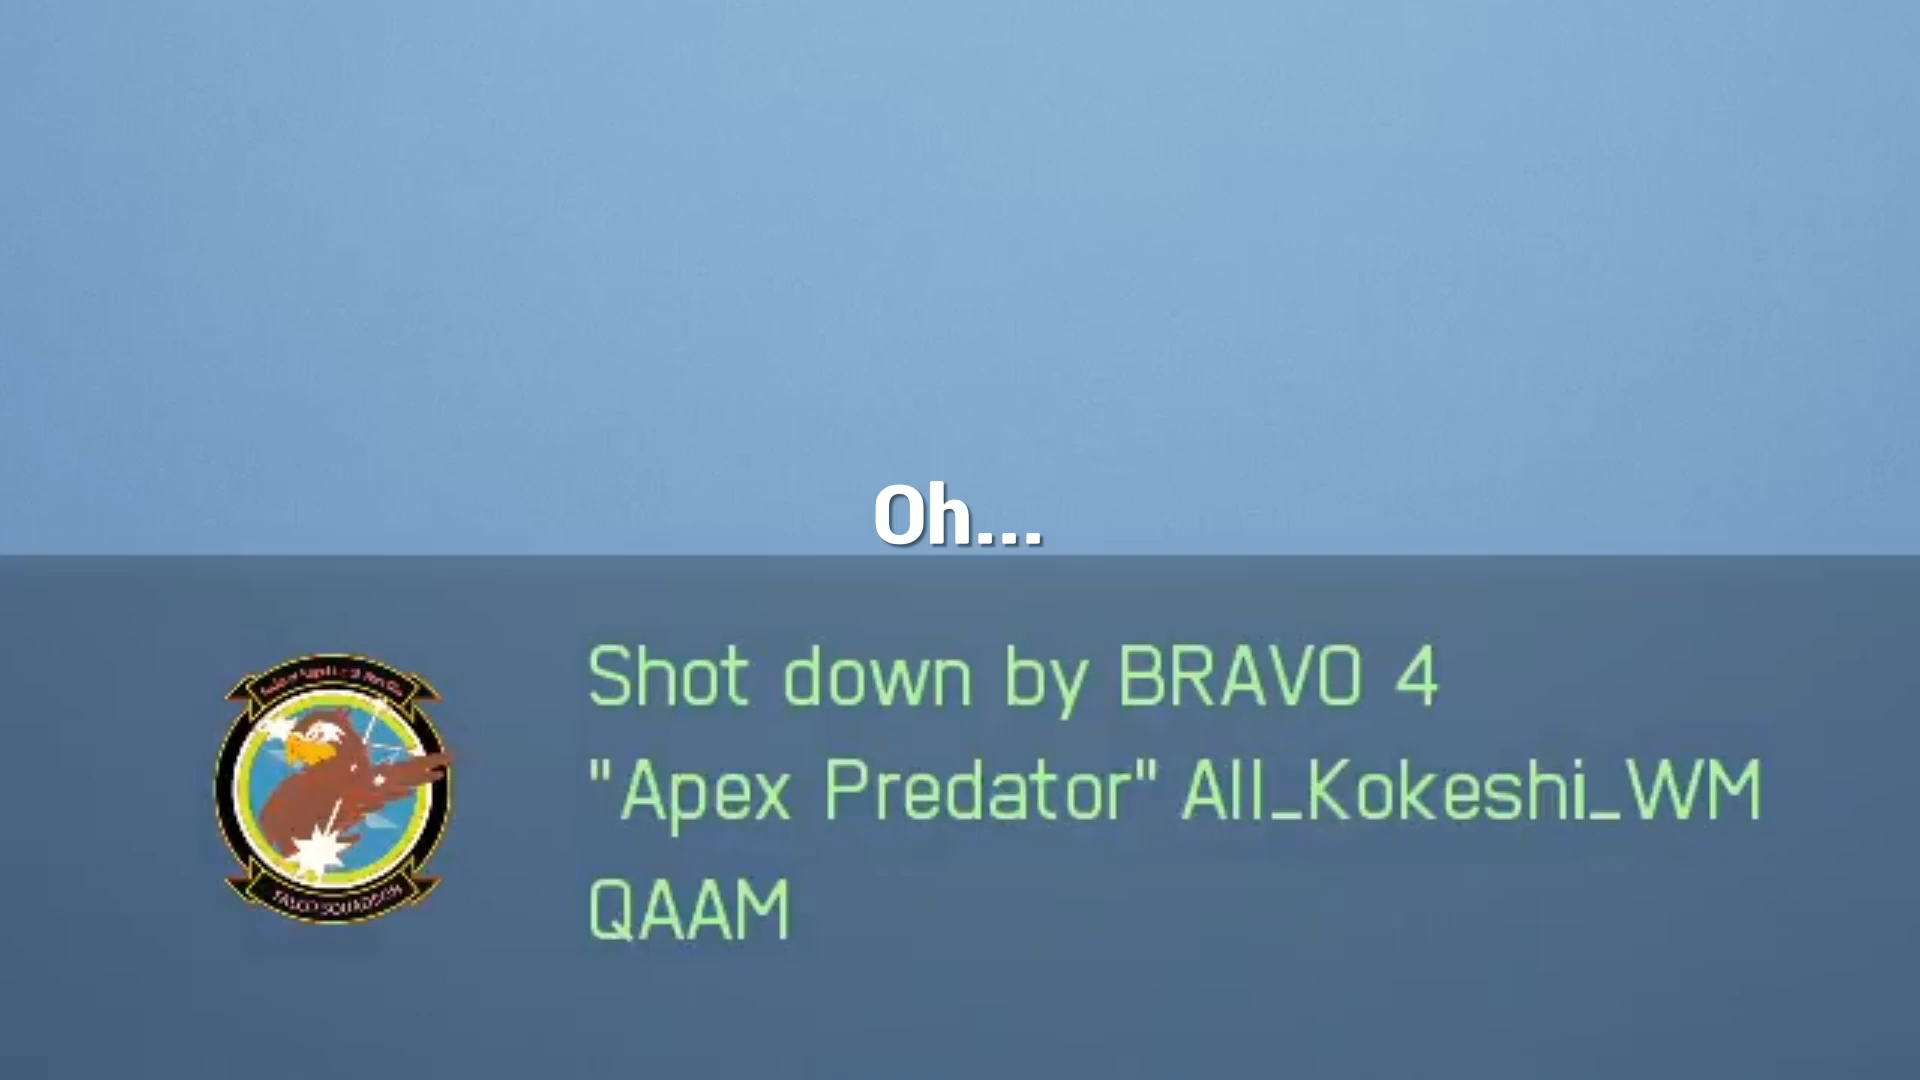 Oh...
Shot down by BRAVO 4
"Apex Predator" All_Kokeshi_WM
QAAM